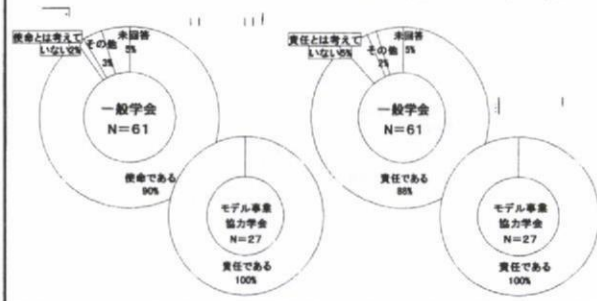 使命とは考えて
いない2%
その他
3%
未回答
5%
一般学会
N=61
使命である
90%
モデル事業
協力学会
N=27
責任である
100%
責任とは考えて
いない5%
その他
2%
未回答
5%
一般学会
N=61
責任である
88%
モデル事業
協力学会
N=27
責任である
100%